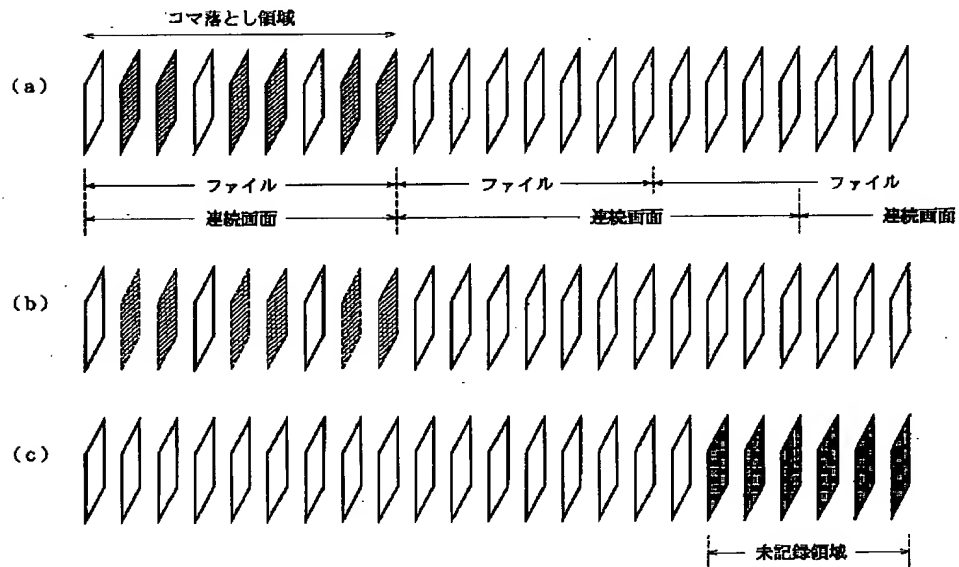 コマ落とし領域
(a)
ファイル ファイル ファイル
連続画面 連続画面 連続画面
(b)
(c)
未記録領域